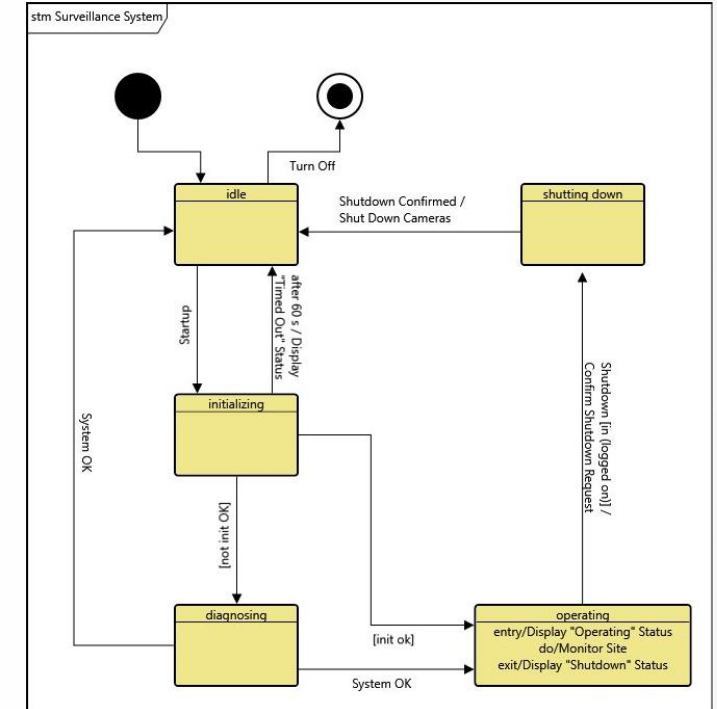 stm Surveillance System
Turn Off
idle
shutting down
Shutdown Confirmed /
Shut Down Cameras
Startup
after 60 s / Display
"Timed Out" Status
initializing
System OK
[not init OK]
Shutdown [in (logged on)] /
Confirm Shutdown Request
diagnosing
[init ok]
System OK
operating
entry/Display "Operating" Status
do/Monitor Site
exit/Display "Shutdown" Status